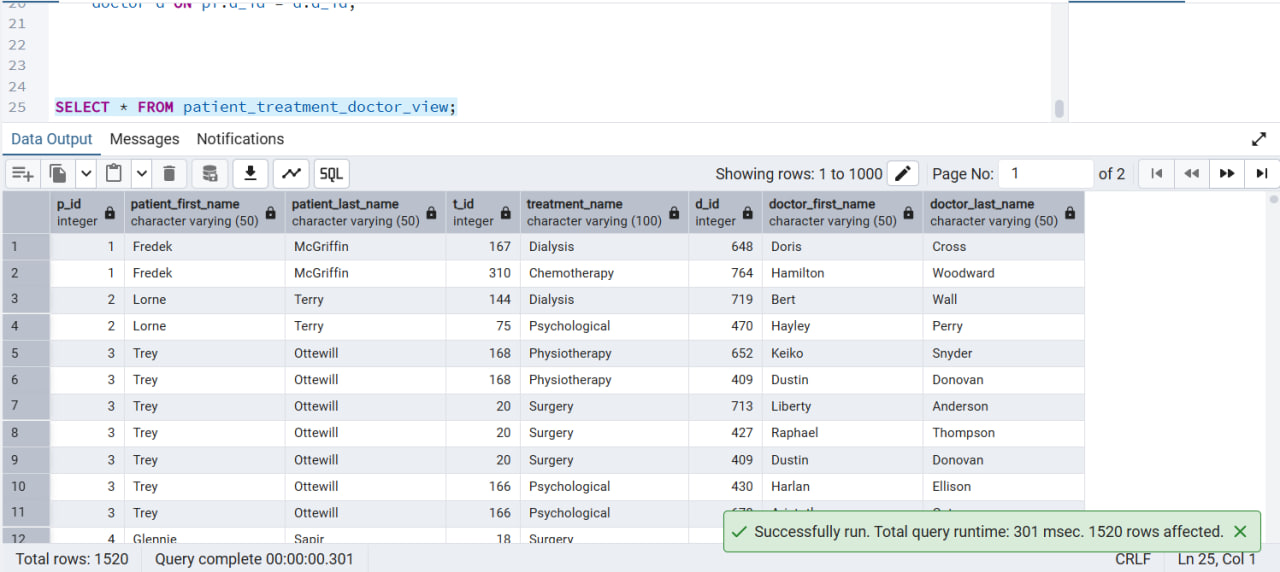 20 doctor d ON pr.d_id = d.d_id;
21
22
23
24
25 SELECT * FROM patient_treatment_doctor_view;
Data Output Messages Notifications
SQL Showing rows: 1 to 1000 Page No: 1 of 2
p_id patient_first_name patient_last_name t_id treatment_name d_id doctor_first_name doctor_last_name
integer character varying (50) character varying (50) integer character varying (100) integer character varying (50) character varying (50)
1 1 Fredek McGriffin 167 Dialysis 648 Doris Cross
2 1 Fredek McGriffin 310 Chemotherapy 764 Hamilton Woodward
3 2 Lorne Terry 144 Dialysis 719 Bert Wall
4 2 Lorne Terry 75 Psychological 470 Hayley Perry
5 3 Trey Ottewill 168 Physiotherapy 652 Keiko Snyder
6 3 Trey Ottewill 168 Physiotherapy 409 Dustin Donovan
7 3 Trey Ottewill 20 Surgery 713 Liberty Anderson
8 3 Trey Ottewill 20 Surgery 427 Raphael Thompson
9 3 Trey Ottewill 20 Surgery 409 Dustin Donovan
10 3 Trey Ottewill 166 Psychological 430 Harlan Ellison
11 3 Trey Ottewill 166 Psychological
12 4 Glennie Sapir 18 Surgery
Successfully run. Total query runtime: 301 msec. 1520 rows affected.
Total rows: 1520 Query complete 00:00:00.301 CRLF Ln 25, Col 1